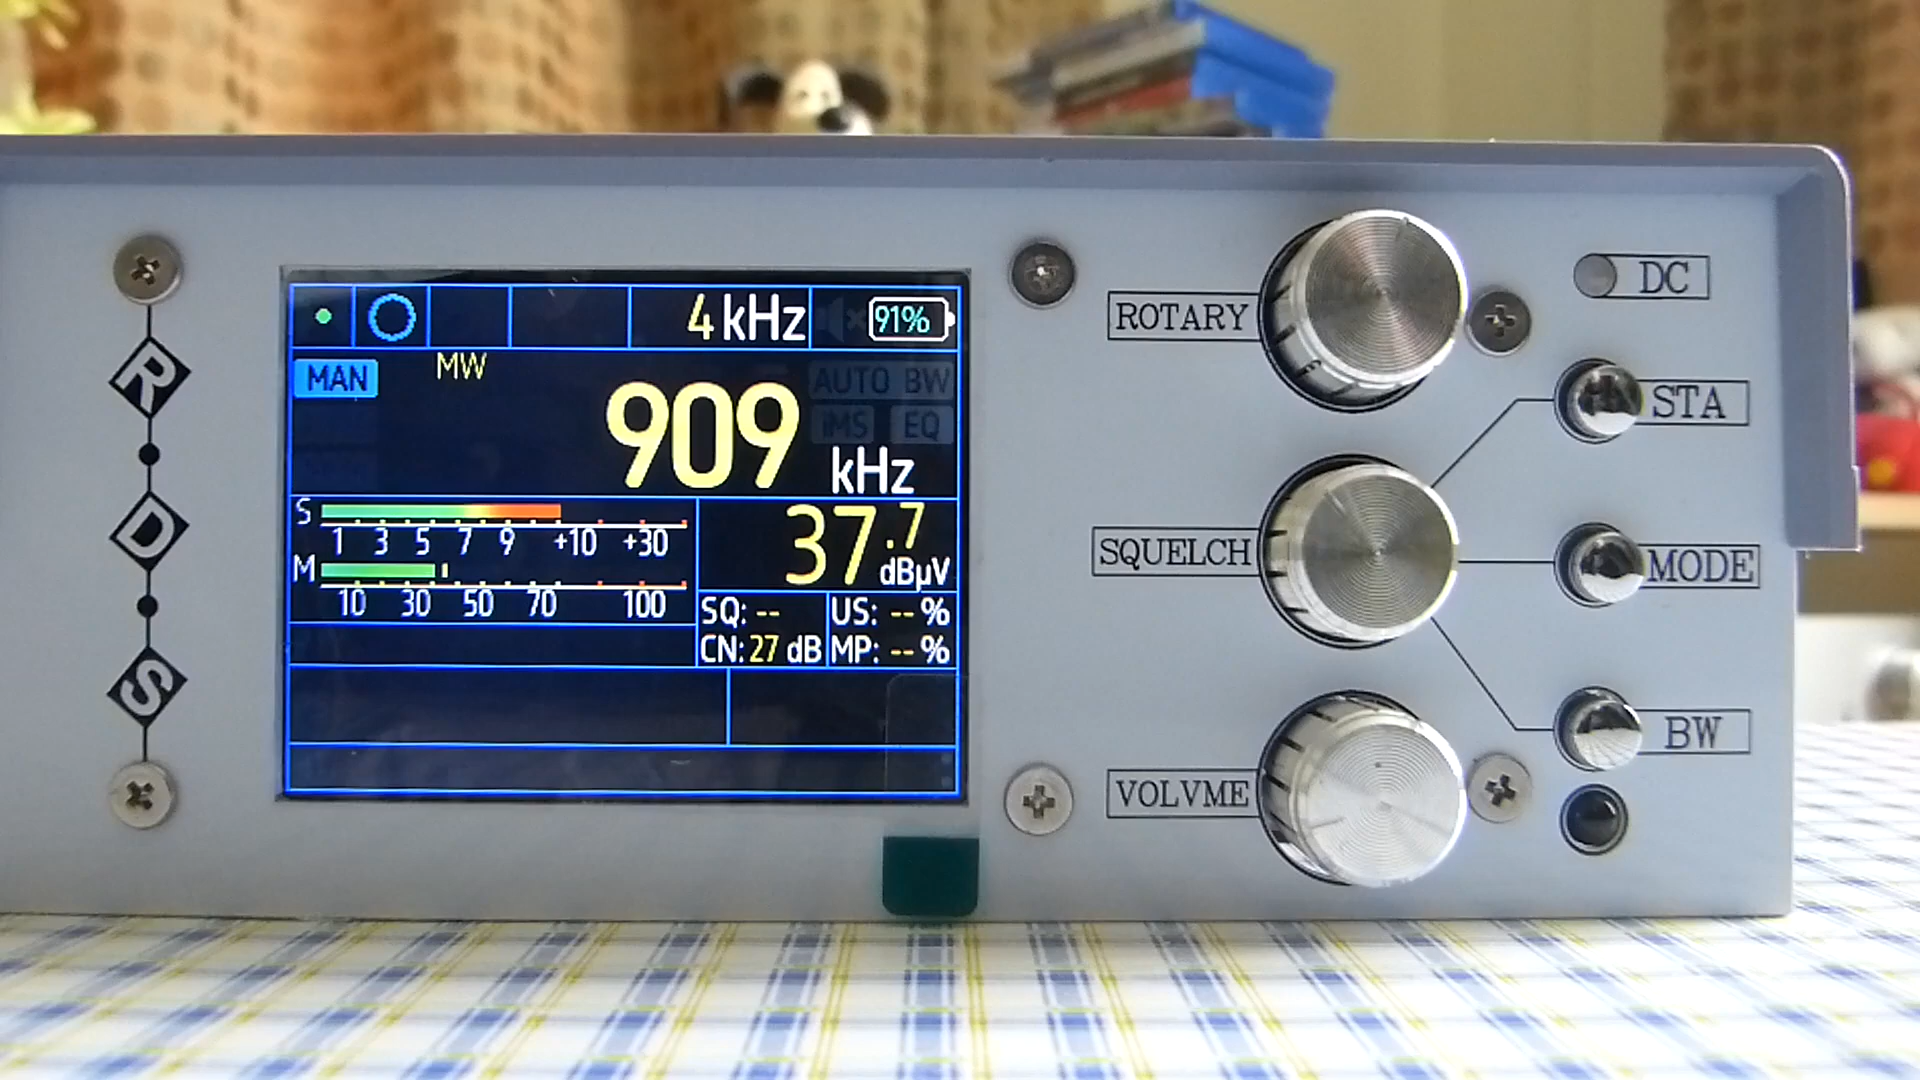 R
D
S
4 kHz
91%
MAN
MW
AUTO BW
iMS
EQ
909 kHz
S
1 3 5 7 9 +10 +30
M
10 30 50 70 100
37.7 dBµV
SQ: --
US: --%
CN: 27 dB
MP: --%
ROTARY
DC
STA
SQUELCH
MODE
BW
VOLVME